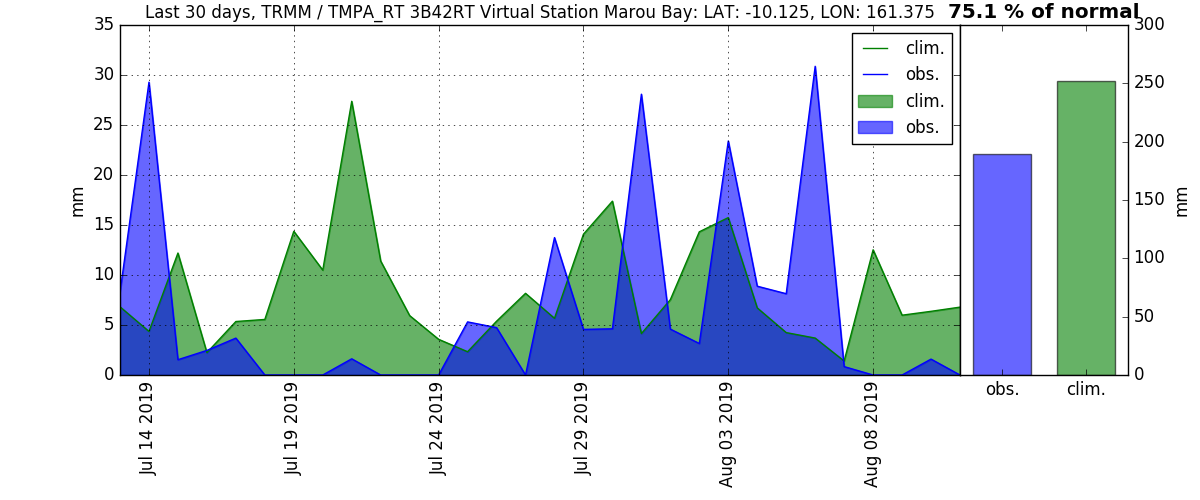 Last 30 days, TRMM / TMPA_RT 3B42RT Virtual Station Marou Bay: LAT: -10.125, LON: 161.375
75.1 % of normal
35
30
25
20
15
10
5
0
mm
clim.
obs.
clim.
obs.
300
250
200
150
100
50
0
mm
Jul 14 2019
Jul 19 2019
Jul 24 2019
Jul 29 2019
Aug 03 2019
Aug 08 2019
obs.
clim.